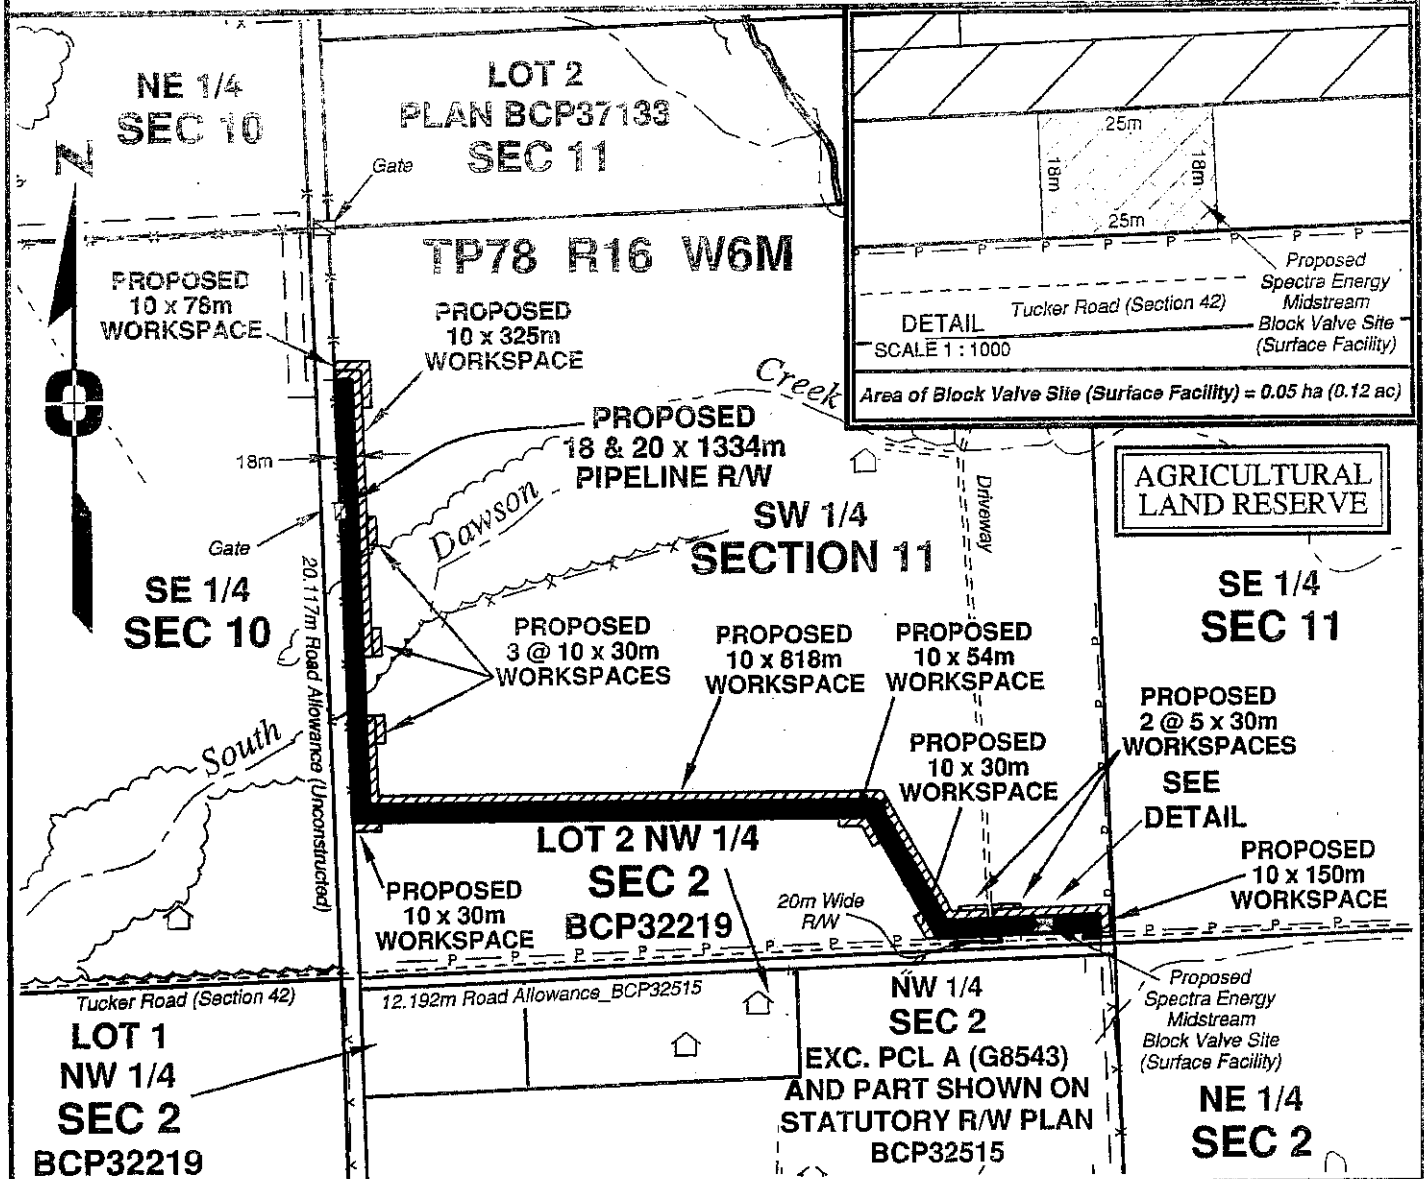 NE 1/4
SEC 10
LOT 2
PLAN BCP37133
SEC 11
N
Gate
TP78 R16 W6M
25m
18m
18m
25m
Proposed
Spectra Energy
Midstream
Block Valve Site
(Surface Facility)
Tucker Road (Section 42)
DETAIL
SCALE 1 : 1000
Area of Block Valve Site (Surface Facility) = 0.05 ha (0.12 ac)
PROPOSED
10 x 78m
WORKSPACE
PROPOSED
10 x 325m
WORKSPACE
Creek
PROPOSED
18 & 20 x 1334m
PIPELINE R/W
18m
Dawson
Gate
SW 1/4
SECTION 11
Driveway
AGRICULTURAL
LAND RESERVE
SE 1/4
SEC 10
20.117m Road Allowance (Unconstructed)
SE 1/4
SEC 11
PROPOSED
3 @ 10 x 30m
WORKSPACES
PROPOSED
10 x 818m
WORKSPACE
PROPOSED
10 x 54m
WORKSPACE
PROPOSED
2 @ 5 x 30m
WORKSPACES
South
PROPOSED
10 x 30m
WORKSPACE
SEE
DETAIL
LOT 2 NW 1/4
SEC 2
BCP32219
PROPOSED
10 x 150m
WORKSPACE
PROPOSED
10 x 30m
WORKSPACE
20m Wide
R/W
Tucker Road (Section 42)
12.192m Road Allowance_BCP32515
Proposed
Spectra Energy
Midstream
Block Valve Site
(Surface Facility)
LOT 1
NW 1/4
SEC 2
BCP32219
NW 1/4
SEC 2
EXC. PCL A (G8543)
AND PART SHOWN ON
STATUTORY R/W PLAN
BCP32515
NE 1/4
SEC 2